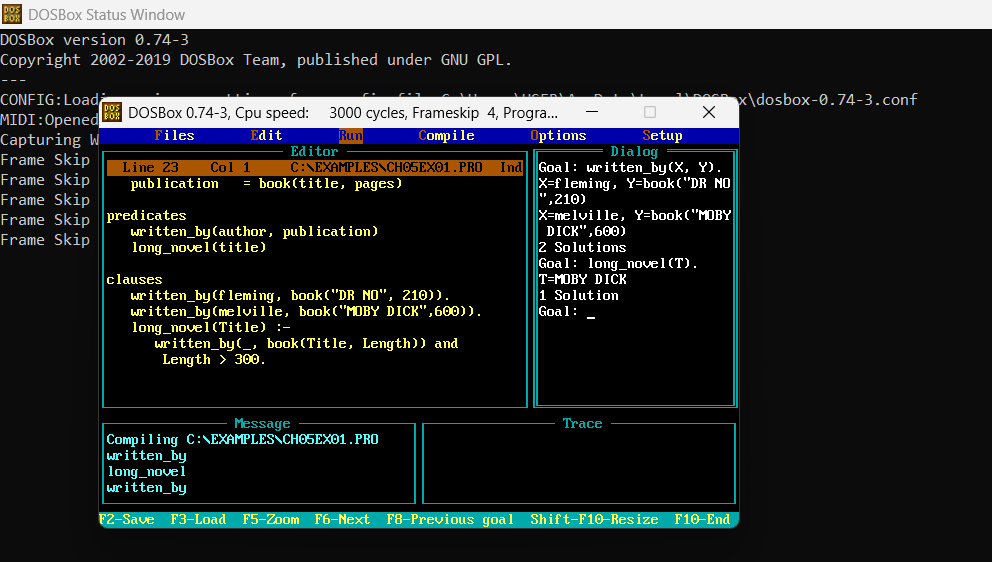 DOSBox Status Window
DOSBox version 0.74-3
Copyright 2002-2019 DOSBox Team, published under GNU GPL.
---
CONFIG:Load
x\dosbox-0.74-3.conf
MIDI:Opened
Capturing
Frame Skip
Frame Skip
Frame Skip
Frame Skip
Frame Skip
DOSBox 0.74-3, Cpu speed: 3000 cycles, Frameskip 4, Progra...
Files Edit Run Compile Options Setup
Editor
Line 23 Col 1 C:\EXAMPLES\CH05EX01.PRO Ind
publication = book(title, pages)
predicates
written_by(author, publication)
long_novel(title)
clauses
written_by(fleming, book("DR NO", 210)).
written_by(melville, book("MOBY DICK",600)).
long_novel(Title) :-
written_by(_, book(Title, Length)) and
Length > 300.
Dialog
Goal: written_by(X, Y).
X=fleming, Y=book("DR NO
",210)
X=melville, Y=book("MOBY
DICK",600)
2 Solutions
Goal: long_novel(T).
T=MOBY DICK
1 Solution
Goal: _
Message
Compiling C:\EXAMPLES\CH05EX01.PRO
written_by
long_novel
written_by
Trace
F2-Save F3-Load F5-Zoom F6-Next F8-Previous goal Shift-F10-Resize F10-End